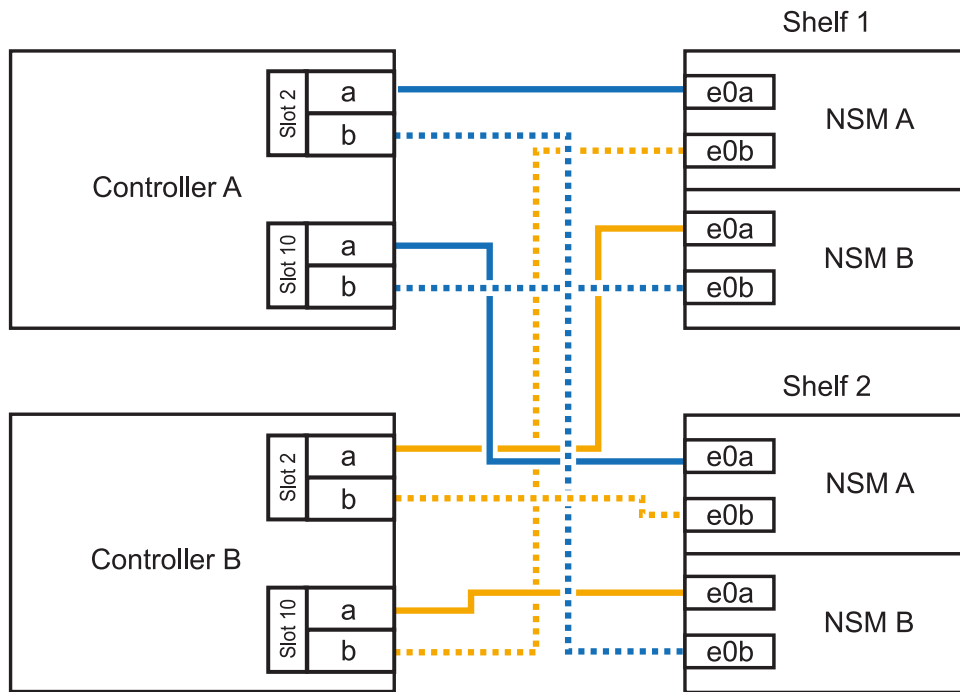 Shelf 1
Controller A
Slot 2
a
b
Slot 10
a
b
e0a
e0b
NSM A
e0a
e0b
NSM B
Shelf 2
Controller B
Slot 2
a
b
Slot 10
a
b
e0a
e0b
NSM A
e0a
e0b
NSM B